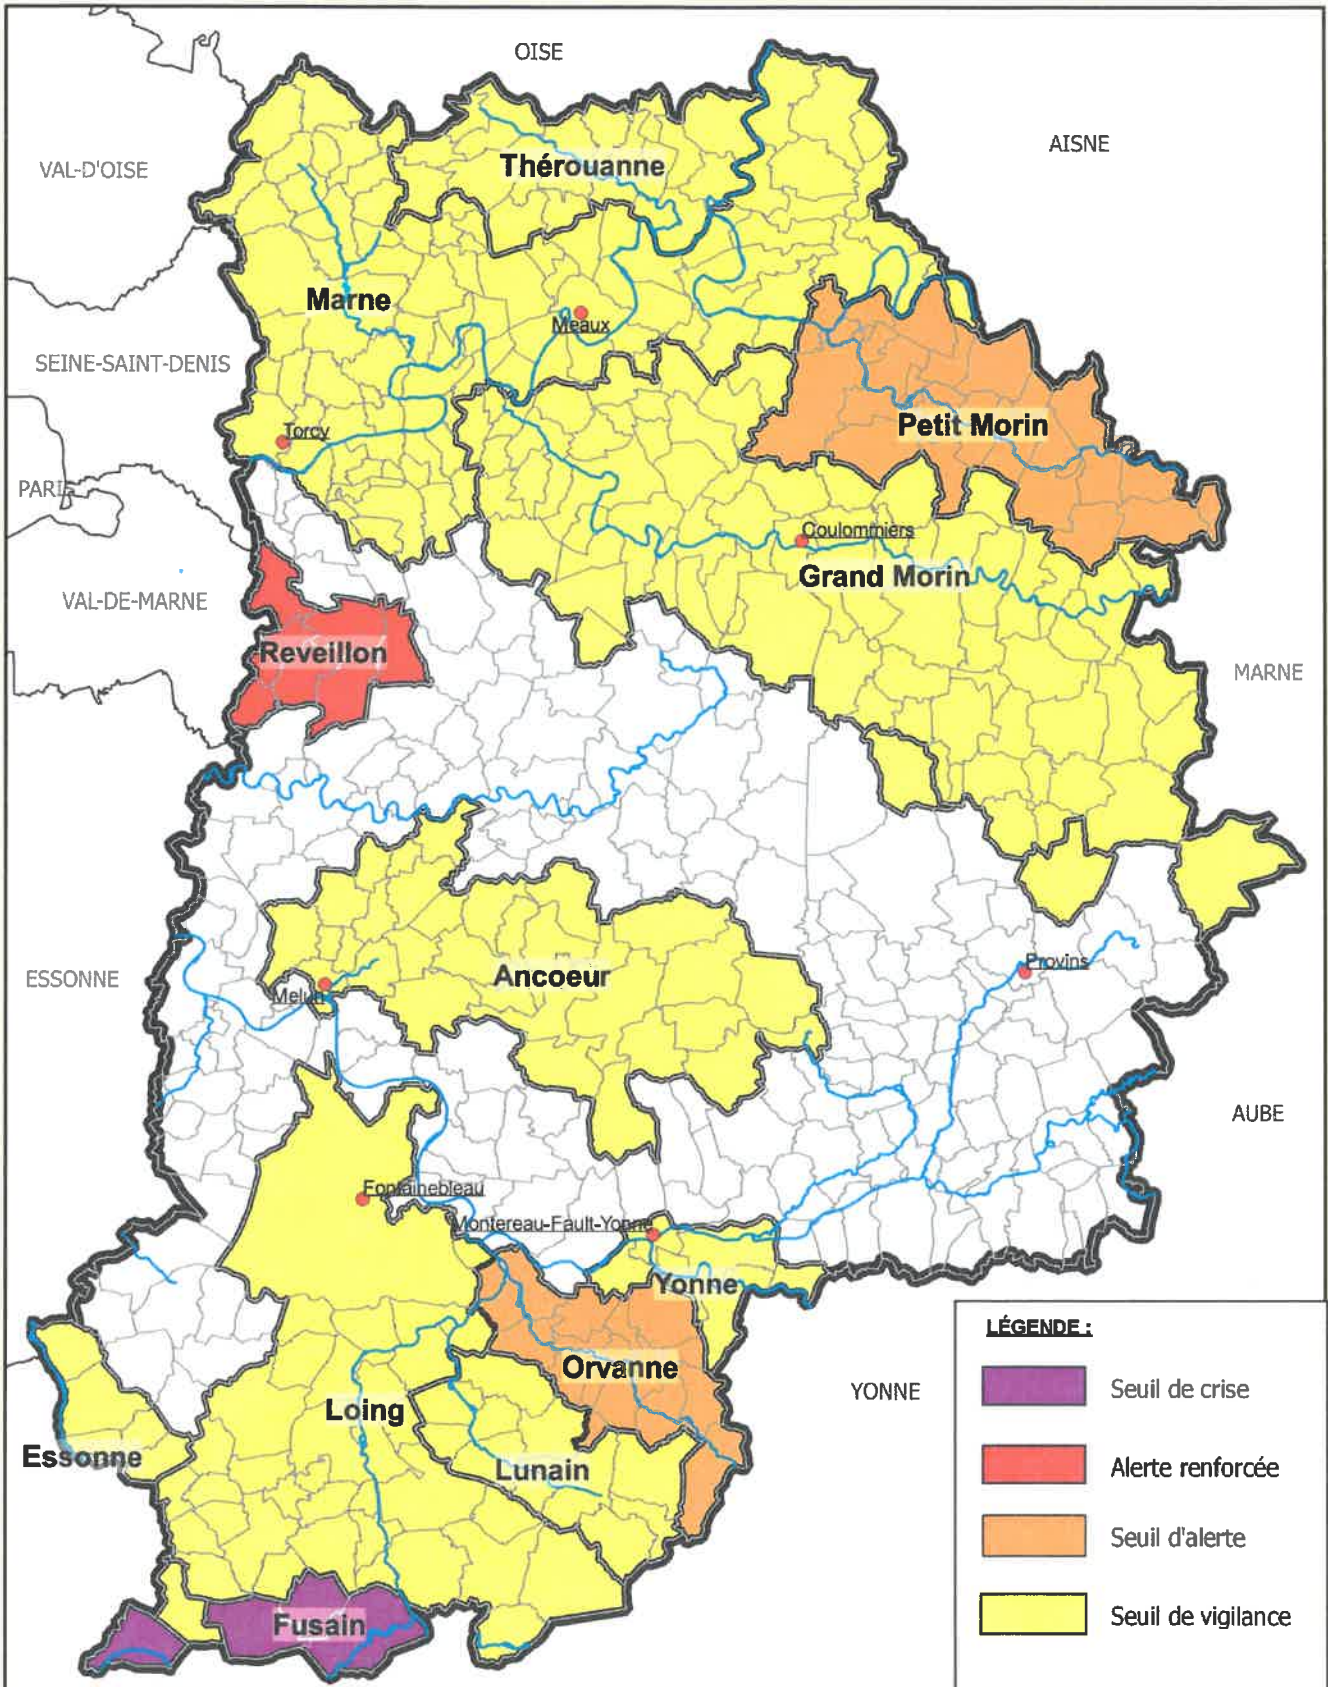 OISE
AISNE
VAL-D'OISE
Thérouanne
Marne
Meaux
SEINE-SAINT-DENIS
Petit Morin
Torcy
PARIS
Coulommiers
Grand Morin
VAL-DE-MARNE
Reveillon
MARNE
Provins
Ancoeur
ESSONNE
Melun
AUBE
Fontainebleau
Montereau-Fault-Yonne
Yonne
LÉGENDE :
Orvanne
Seuil de crise
YONNE
Loing
Essonne
Lunain
Alerte renforcée
Seuil d'alerte
Seuil de vigilance
Fusain